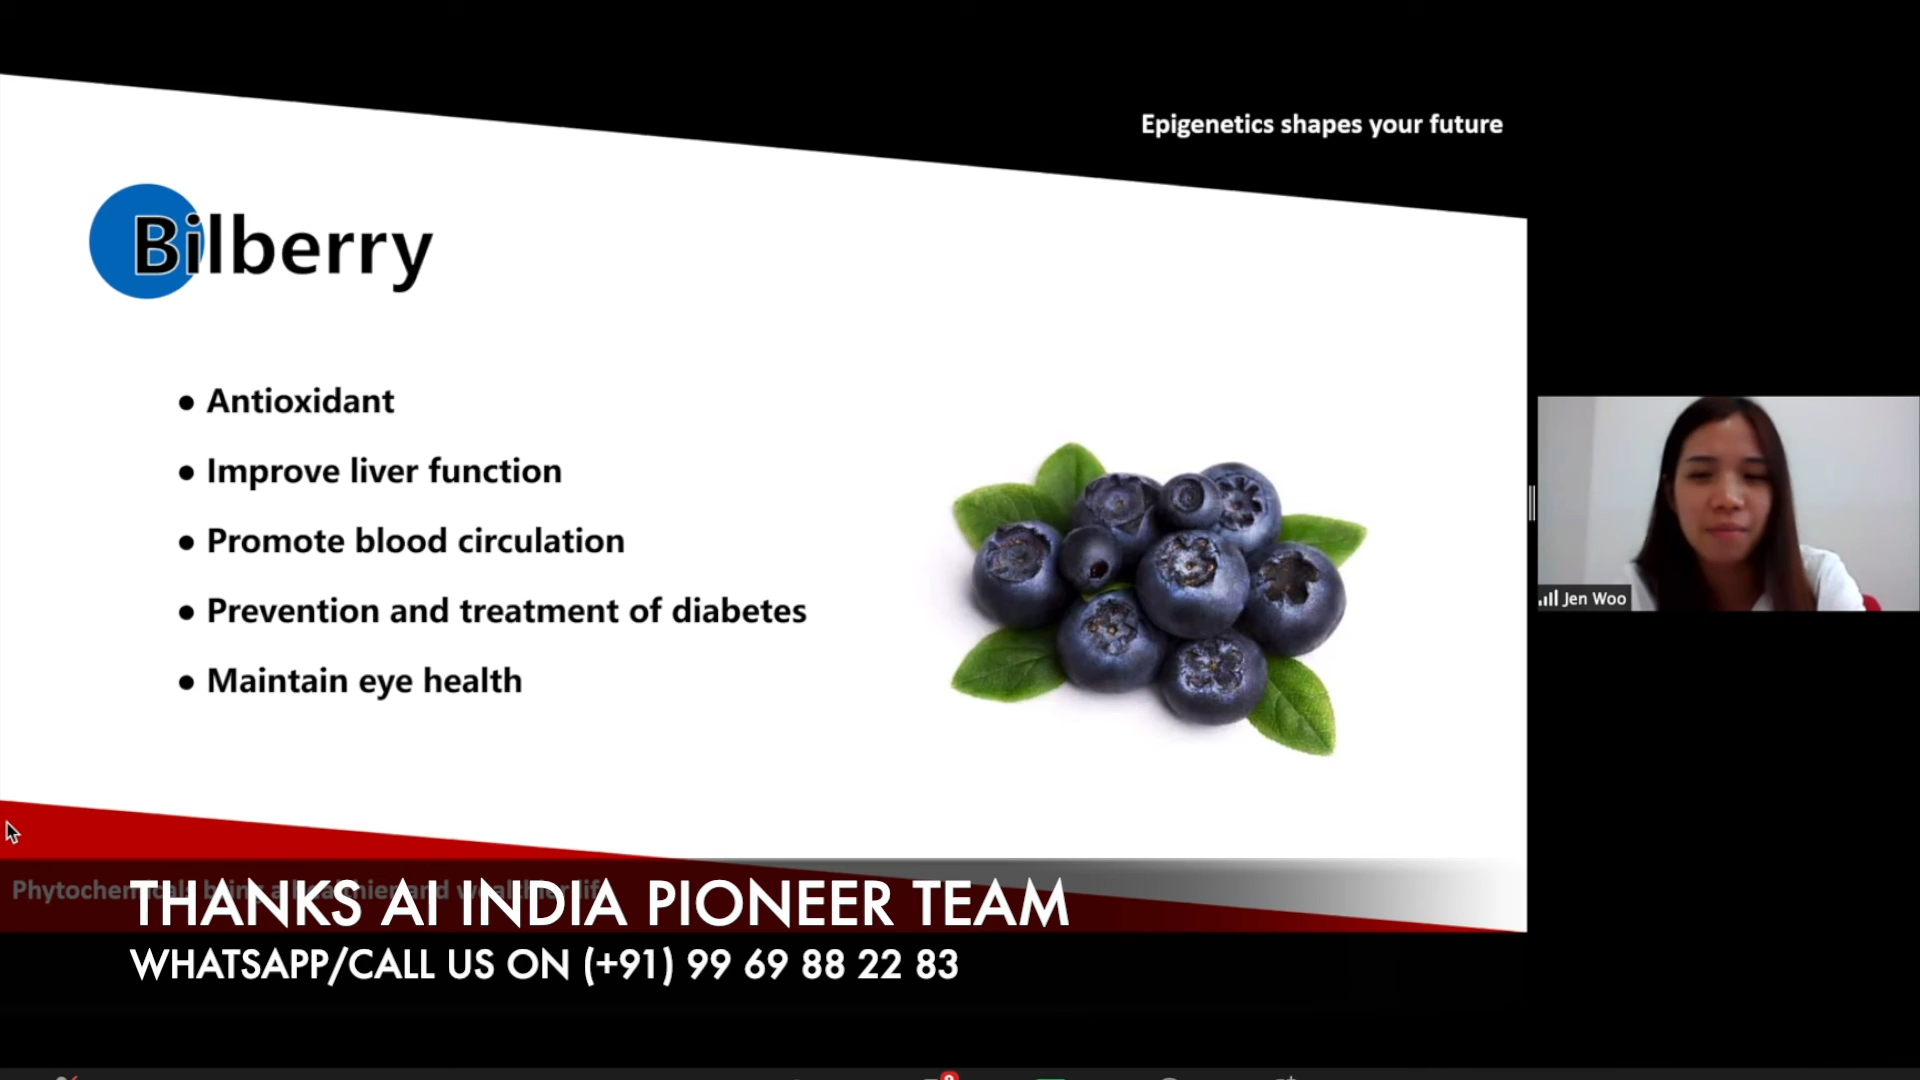 Epigenetics shapes your future
Bilberry
● Antioxidant
● Improve liver function
● Promote blood circulation
● Prevention and treatment of diabetes
● Maintain eye health
Jen Woo
THANKS AI INDIA PIONEER TEAM
WHATSAPP/CALL US ON (+91) 99 69 88 22 83